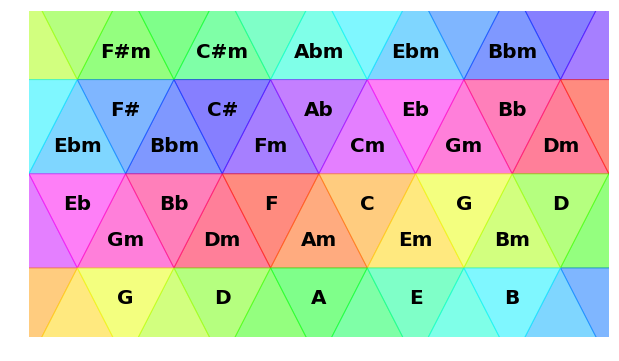 F#m C#m Abm Ebm Bbm
F# C# Ab Eb Bb
Ebm Bbm Fm Cm Gm Dm
Eb Bb F C G D
Gm Dm Am Em Bm
G D A E B